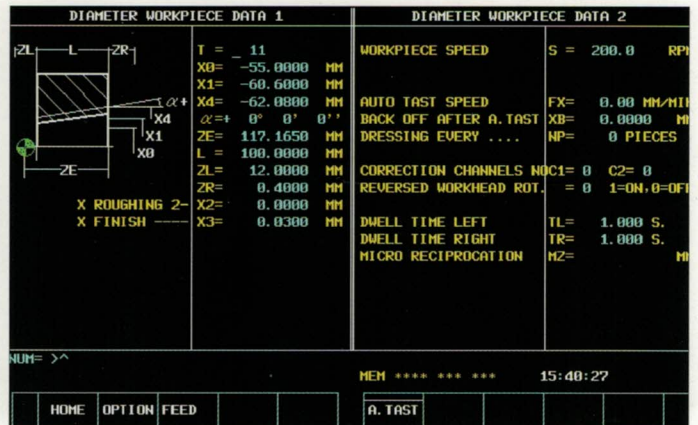 DIAMETER WORKPIECE DATA 1
ZL L ZR
α+
X4
X1
X0
ZE
X ROUGHING 2-
X FINISH ----
T = _ 11
X0= -55.0000 MM
X1= -60.6000 MM
X4= -62.0800 MM
α=+ 0° 0' 0''
ZE= 117.1650 MM
L = 100.0000 MM
ZL= 12.0000 MM
ZR= 0.4000 MM
X2= 0.0000 MM
X3= 0.0300 MM
DIAMETER WORKPIECE DATA 2
WORKPIECE SPEED S = 200.0 RPM
AUTO TAST SPEED FX= 0.00 MM/MIN
BACK OFF AFTER A.TAST XB= 0.0000 MM
DRESSING EVERY .... NP= 0 PIECES
CORRECTION CHANNELS NOC1= 0 C2= 0
REVERSED WORKHEAD ROT. = 0 1=ON,0=OFF
DWELL TIME LEFT TL= 1.000 S.
DWELL TIME RIGHT TR= 1.000 S.
MICRO RECIPROCATION MZ= MM
NUM= >^
MEM **** *** *** 15:40:27
HOME OPTION FEED A.TAST